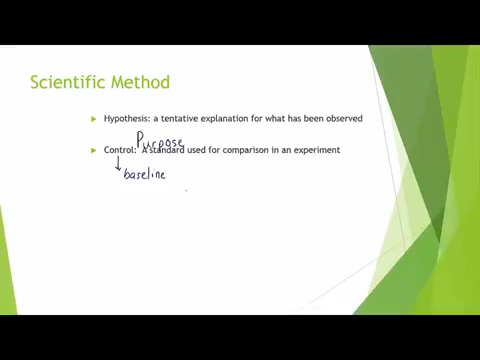 Scientific Method
Hypothesis: a tentative explanation for what has been observed
Purpose
Control: A standard used for comparison in an experiment
baseline